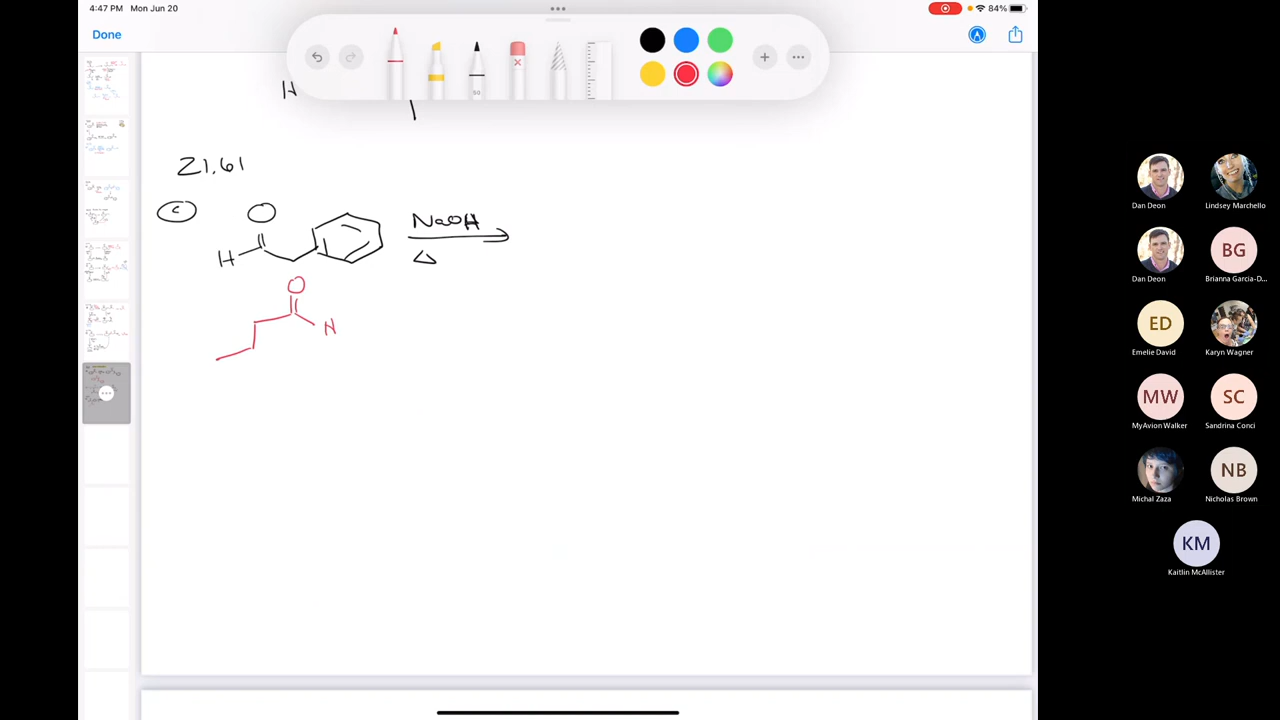 4:47 PM Mon Jun 20
84%
Done
50
H
21.61
c
O
NaOH
H
Δ
O
H
Dan Deon
Lindsey Marchello
BG
Dan Deon
Brianna Garcia-D...
ED
Emelie David
Karyn Wagner
MW
SC
MyAvion Walker
Sandrina Conci
NB
Michal Zaza
Nicholas Brown
KM
Kaitlin McAllister